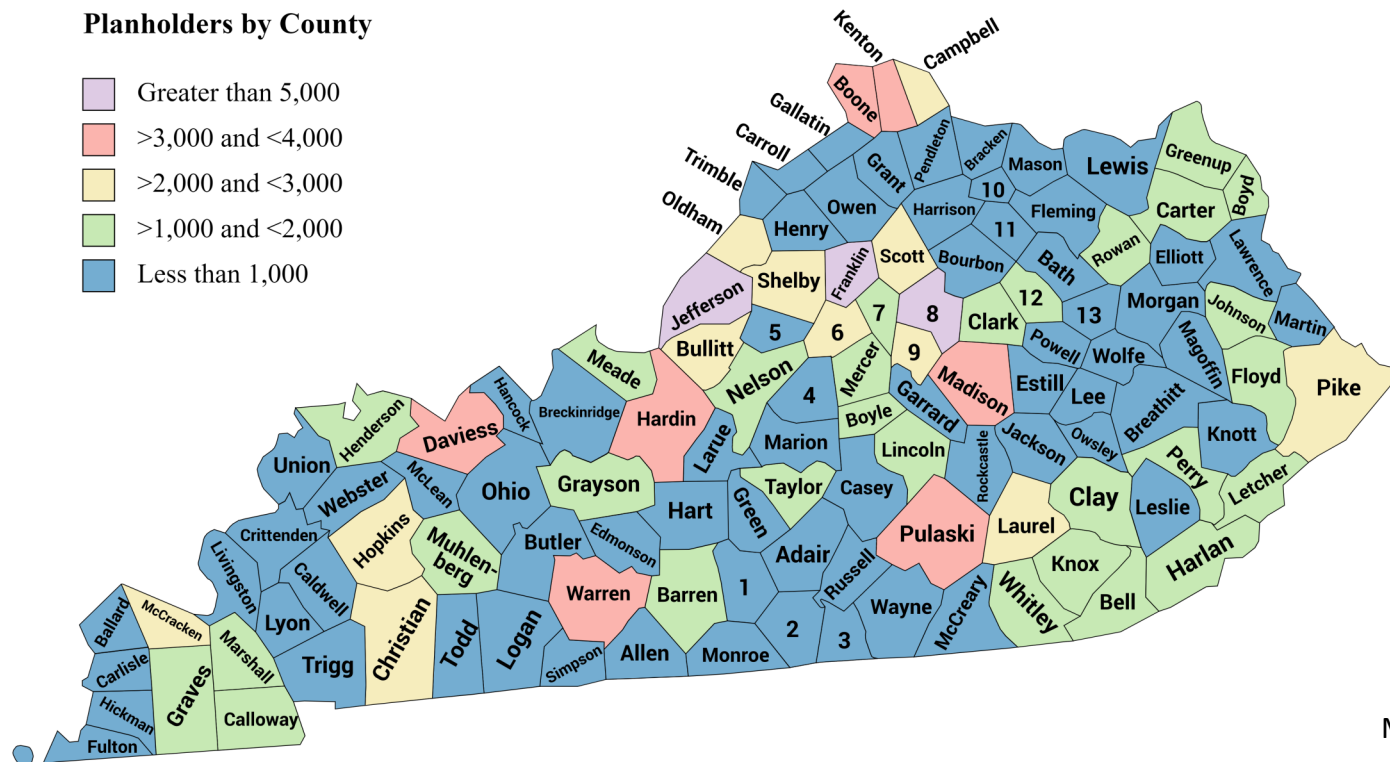 Planholders by County
Greater than 5,000
>3,000 and <4,000
>2,000 and <3,000
>1,000 and <2,000
Less than 1,000
Kenton
Campbell
Boone
Gallatin
Carroll
Trimble
Oldham
Grant
Pendleton
Bracken
Mason
Lewis
Greenup
Boyd
Carter
10
Owen
Harrison
Fleming
Henry
11
Rowan
Elliott
Lawrence
Franklin
Scott
Bourbon
Bath
Shelby
Jefferson
12
Morgan
Johnson
Martin
7
8
Clark
13
5
6
Bullitt
9
Powell
Wolfe
Magoffin
Meade
Nelson
Mercer
Madison
Estill
Lee
Floyd
Pike
Hancock
Breckinridge
Hardin
4
Garrard
Breathitt
Henderson
Daviess
Larue
Boyle
Marion
Lincoln
Rockcastle
Jackson
Owsley
Knott
Union
Webster
McLean
Ohio
Grayson
Taylor
Casey
Perry
Letcher
Clay
Leslie
Hart
Green
Crittenden
Hopkins
Muhlen-
berg
Butler
Edmonson
Adair
Pulaski
Laurel
Harlan
Livingston
Caldwell
Warren
Barren
1
Russell
Knox
Lyon
Christian
Todd
Logan
Wayne
McCreary
Whitley
Bell
Ballard
McCracken
2
3
Marshall
Trigg
Simpson
Allen
Monroe
Carlisle
Graves
Hickman
Calloway
Fulton
N